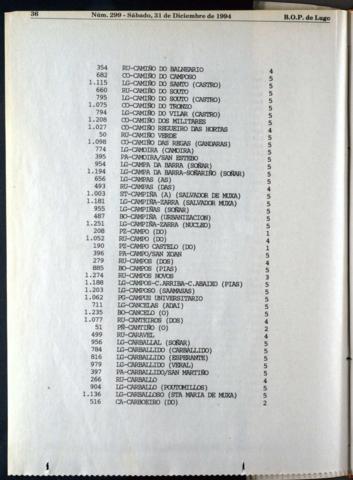 36 Núm. 299 - Sábado, 31 de Diciembre de 1994 B.O.P. de Lugo
354 RU-CAMIÑO DO BALNEARIO 4
682 CO-CAMIÑO DO CAMPOSO 5
1.115 LG-CAMIÑO DO SANTO (CASTRO) 5
660 RU-CAMIÑO DO SOUTO 5
795 LG-CAMIÑO DO SOUTO (CASTRO) 5
1.075 CO-CAMIÑO DO TRONZO 5
794 LG-CAMIÑO DO VILAR (CASTRO) 5
1.208 CO-CAMIÑO DOS MILITARES 5
1.027 CO-CAMIÑO REGUEIRO DAS HORTAS 4
50 RU-CAMIÑO VERDE 5
1.098 CO-CAMIÑO DAS REGAS (GANDARAS) 5
774 LG-CAMOIRA (CAMOIRA) 5
395 PA-CAMOIRA/SAN ESTEBO 5
954 LG-CAMPA DA BARRA (SOÑAR) 5
1.194 LG-CAMPA DA BARRA-SOÑARIÑO (SOÑAR) 5
656 LG-CAMPAS (AS) 5
493 RU-CAMPAS (DAS) 4
1.003 ST-CAMPIÑA (A) (SALVADOR DE MUXA) 5
1.181 LG-CAMPIÑA-ZARRA (SALVADOR MUXA) 5
955 LG-CAMPIÑAS (SOÑAR) 5
487 BO-CAMPIÑA (URBANIZACION) 5
1.251 LG-CAMPIÑA-ZARRA (NUCLEO) 5
208 PZ-CAMPO (DO) 1
1.052 RU-CAMPO (DO) 4
190 PZ-CAMPO CASTELO (DO) 1
396 PA-CAMPO/SAN XOAN 5
279 RU-CAMPOS (DOS) 4
885 BO-CAMPOS (PIAS) 5
1.274 RU-CAMPOS NOVOS 3
1.188 LG-CAMPOS-C.ARRIBA-C.ABAIXO (PIAS) 5
1.203 LG-CAMPOSO (SAAMASAS) 5
1.062 PG-CAMPUS UNIVERSITARIO 5
711 LG-CANCELAS (ADAI) 5
1.235 BO-CANCELO (O) 5
1.077 RU-CANTEIROS (DOS) 4
51 PÑ-CANTIÑO (O) 2
499 RU-CARAVEL 4
956 LG-CARBALLAL (SOÑAR) 5
784 LG-CARBALLIDO (CARBALLIDO) 5
816 LG-CARBALLIDO (ESPERANTE) 5
979 LG-CARBALLIDO (VERAL) 5
397 PA-CARBALLIDO/SAN MARTIÑO 5
266 RU-CARBALLO 4
904 LG-CARBALLO (POUTOMILLOS) 5
1.136 LG-CARBALLOSO (STA MARIA DE MUXA) 5
516 CA-CARBOEIRO (DO) 2